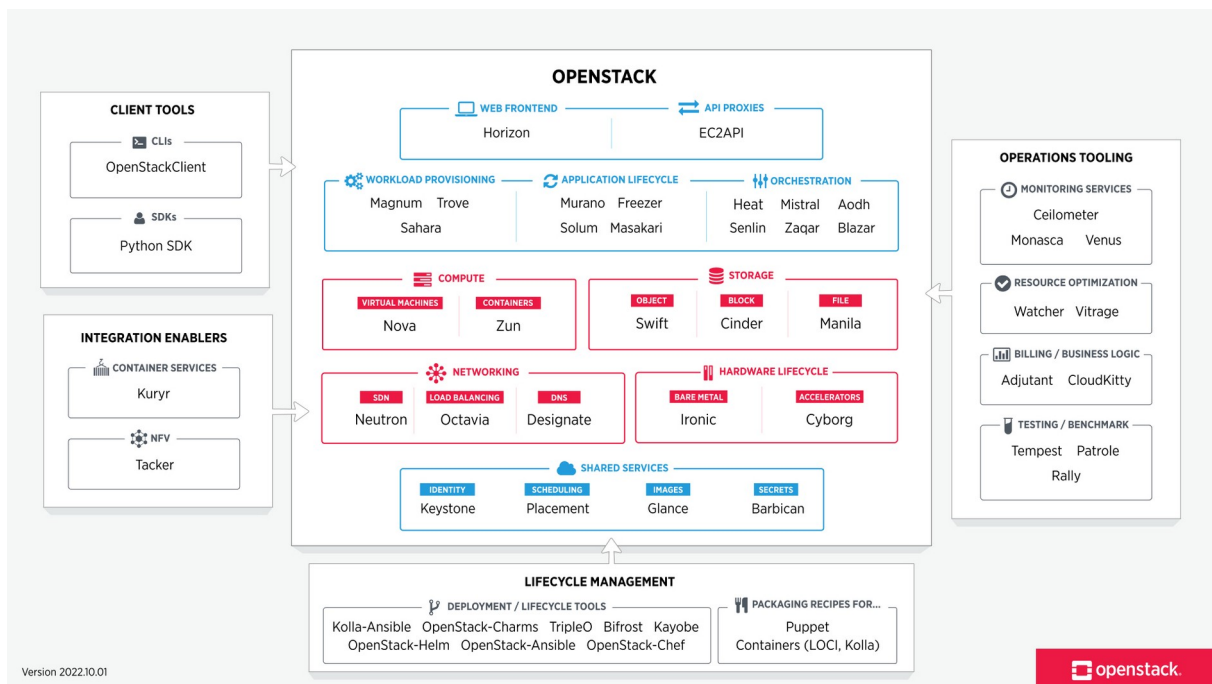 OPENSTACK
WEB FRONTEND
Horizon
API PROXIES
EC2API
WORKLOAD PROVISIONING
Magnum Trove
Sahara
APPLICATION LIFECYCLE
Murano Freezer
Solum Masakari
ORCHESTRATION
Heat Mistral Aodh
Senlin Zaqar Blazar
COMPUTE
VIRTUAL MACHINES
Nova
CONTAINERS
Zun
STORAGE
OBJECT
Swift
BLOCK
Cinder
FILE
Manila
NETWORKING
SDN
Neutron
LOAD BALANCING
Octavia
DNS
Designate
HARDWARE LIFECYCLE
BARE METAL
Ironic
ACCELERATORS
Cyborg
SHARED SERVICES
IDENTITY
Keystone
SCHEDULING
Placement
IMAGES
Glance
SECRETS
Barbican
CLIENT TOOLS
CLIs
OpenStackClient
SDKs
Python SDK
INTEGRATION ENABLERS
CONTAINER SERVICES
Kuryr
NFV
Tacker
OPERATIONS TOOLING
MONITORING SERVICES
Ceilometer
Monasca Venus
RESOURCE OPTIMIZATION
Watcher Vitrage
BILLING / BUSINESS LOGIC
Adjutant CloudKitty
TESTING / BENCHMARK
Tempest Patrole
Rally
LIFECYCLE MANAGEMENT
DEPLOYMENT / LIFECYCLE TOOLS
Kolla-Ansible OpenStack-Charms TripleO Bifrost Kayobe
OpenStack-Helm OpenStack-Ansible OpenStack-Chef
PACKAGING RECIPES FOR...
Puppet
Containers (LOCI, Kolla)
Version 2022.10.01
openstack.